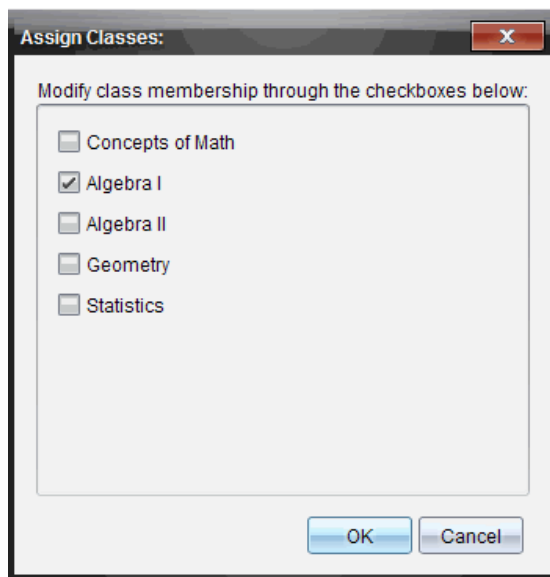 Assign Classes:
Modify class membership through the checkboxes below:
Concepts of Math
Algebra I
Algebra II
Geometry
Statistics
OK
Cancel